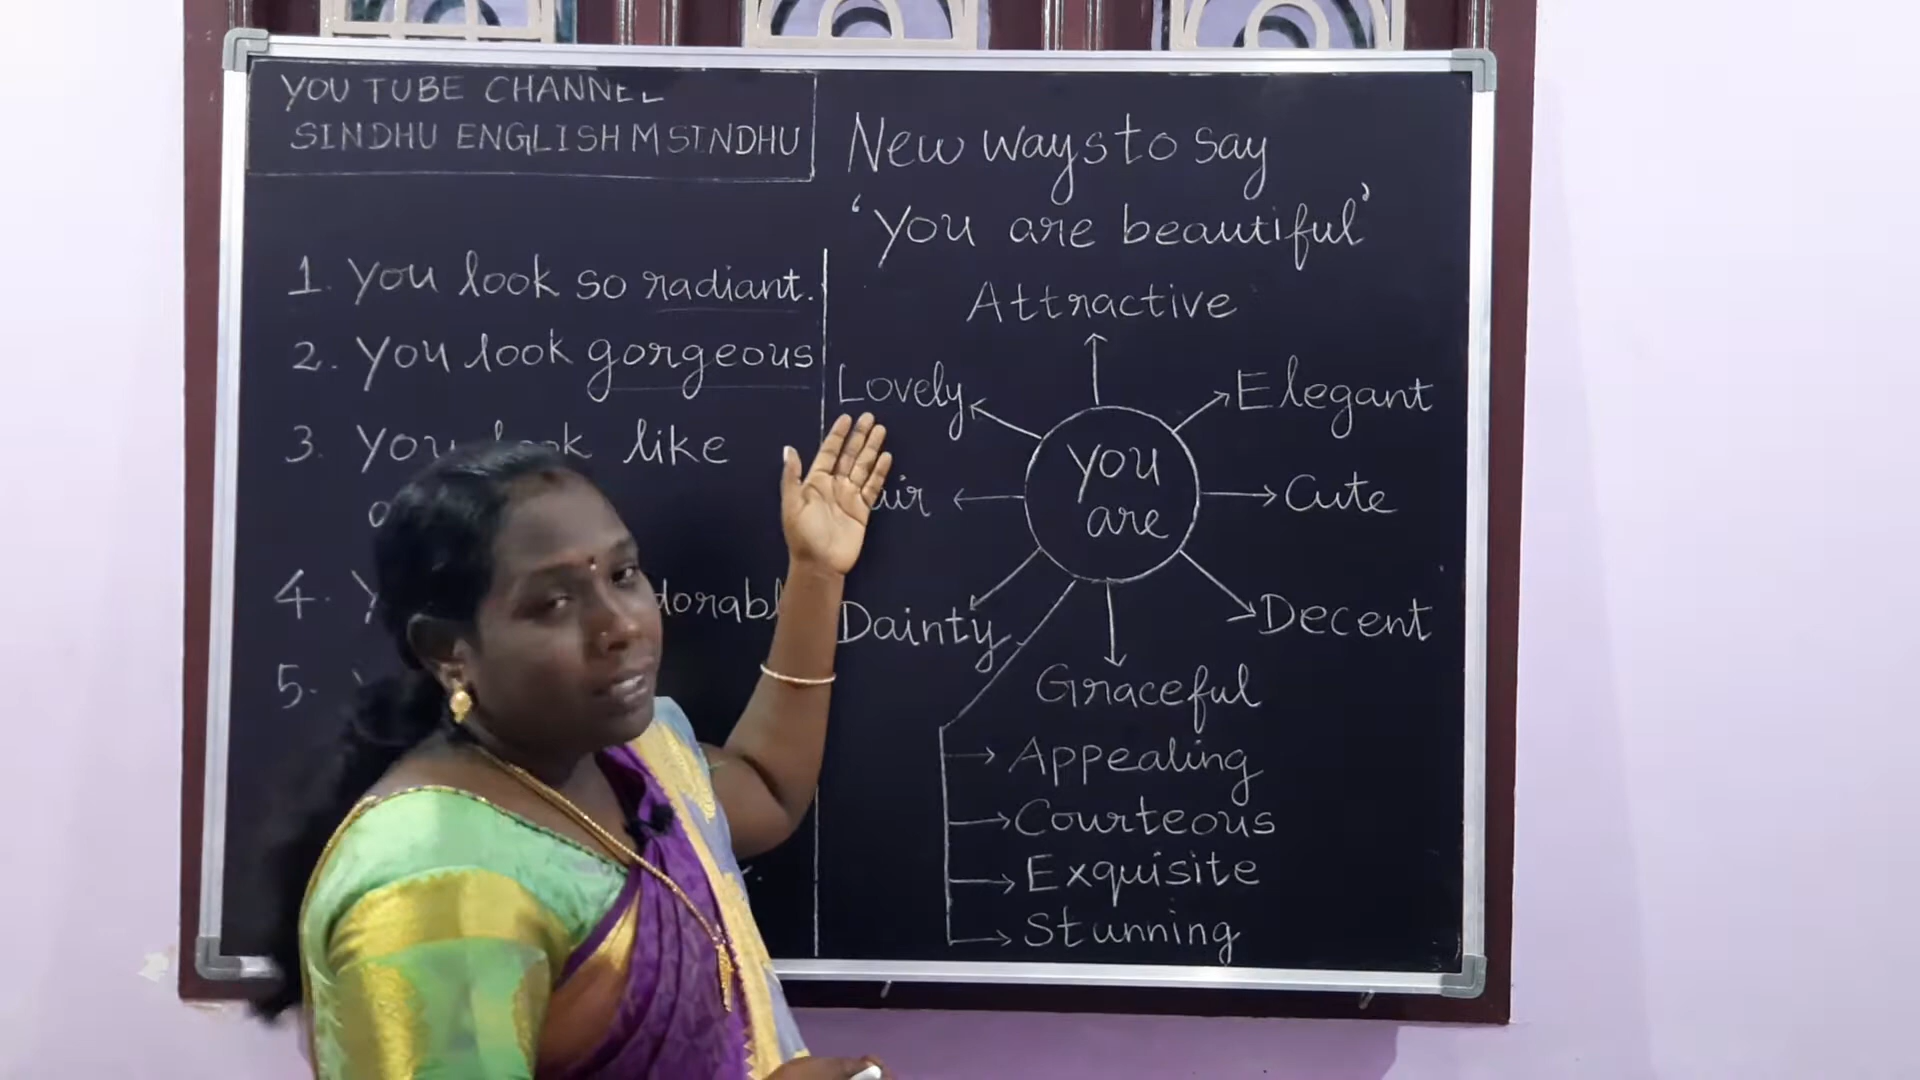 YOU TUBE CHANNEL
SINDHU ENGLISH M SINDHU
1. You look so radiant.
2. You look gorgeous
3. You look like
4.
5.
New ways to say
'You are beautiful'
Attractive
Lovely
Elegant
You
are
Cute
Dainty
Decent
Graceful
Appealing
Courteous
Exquisite
Stunning